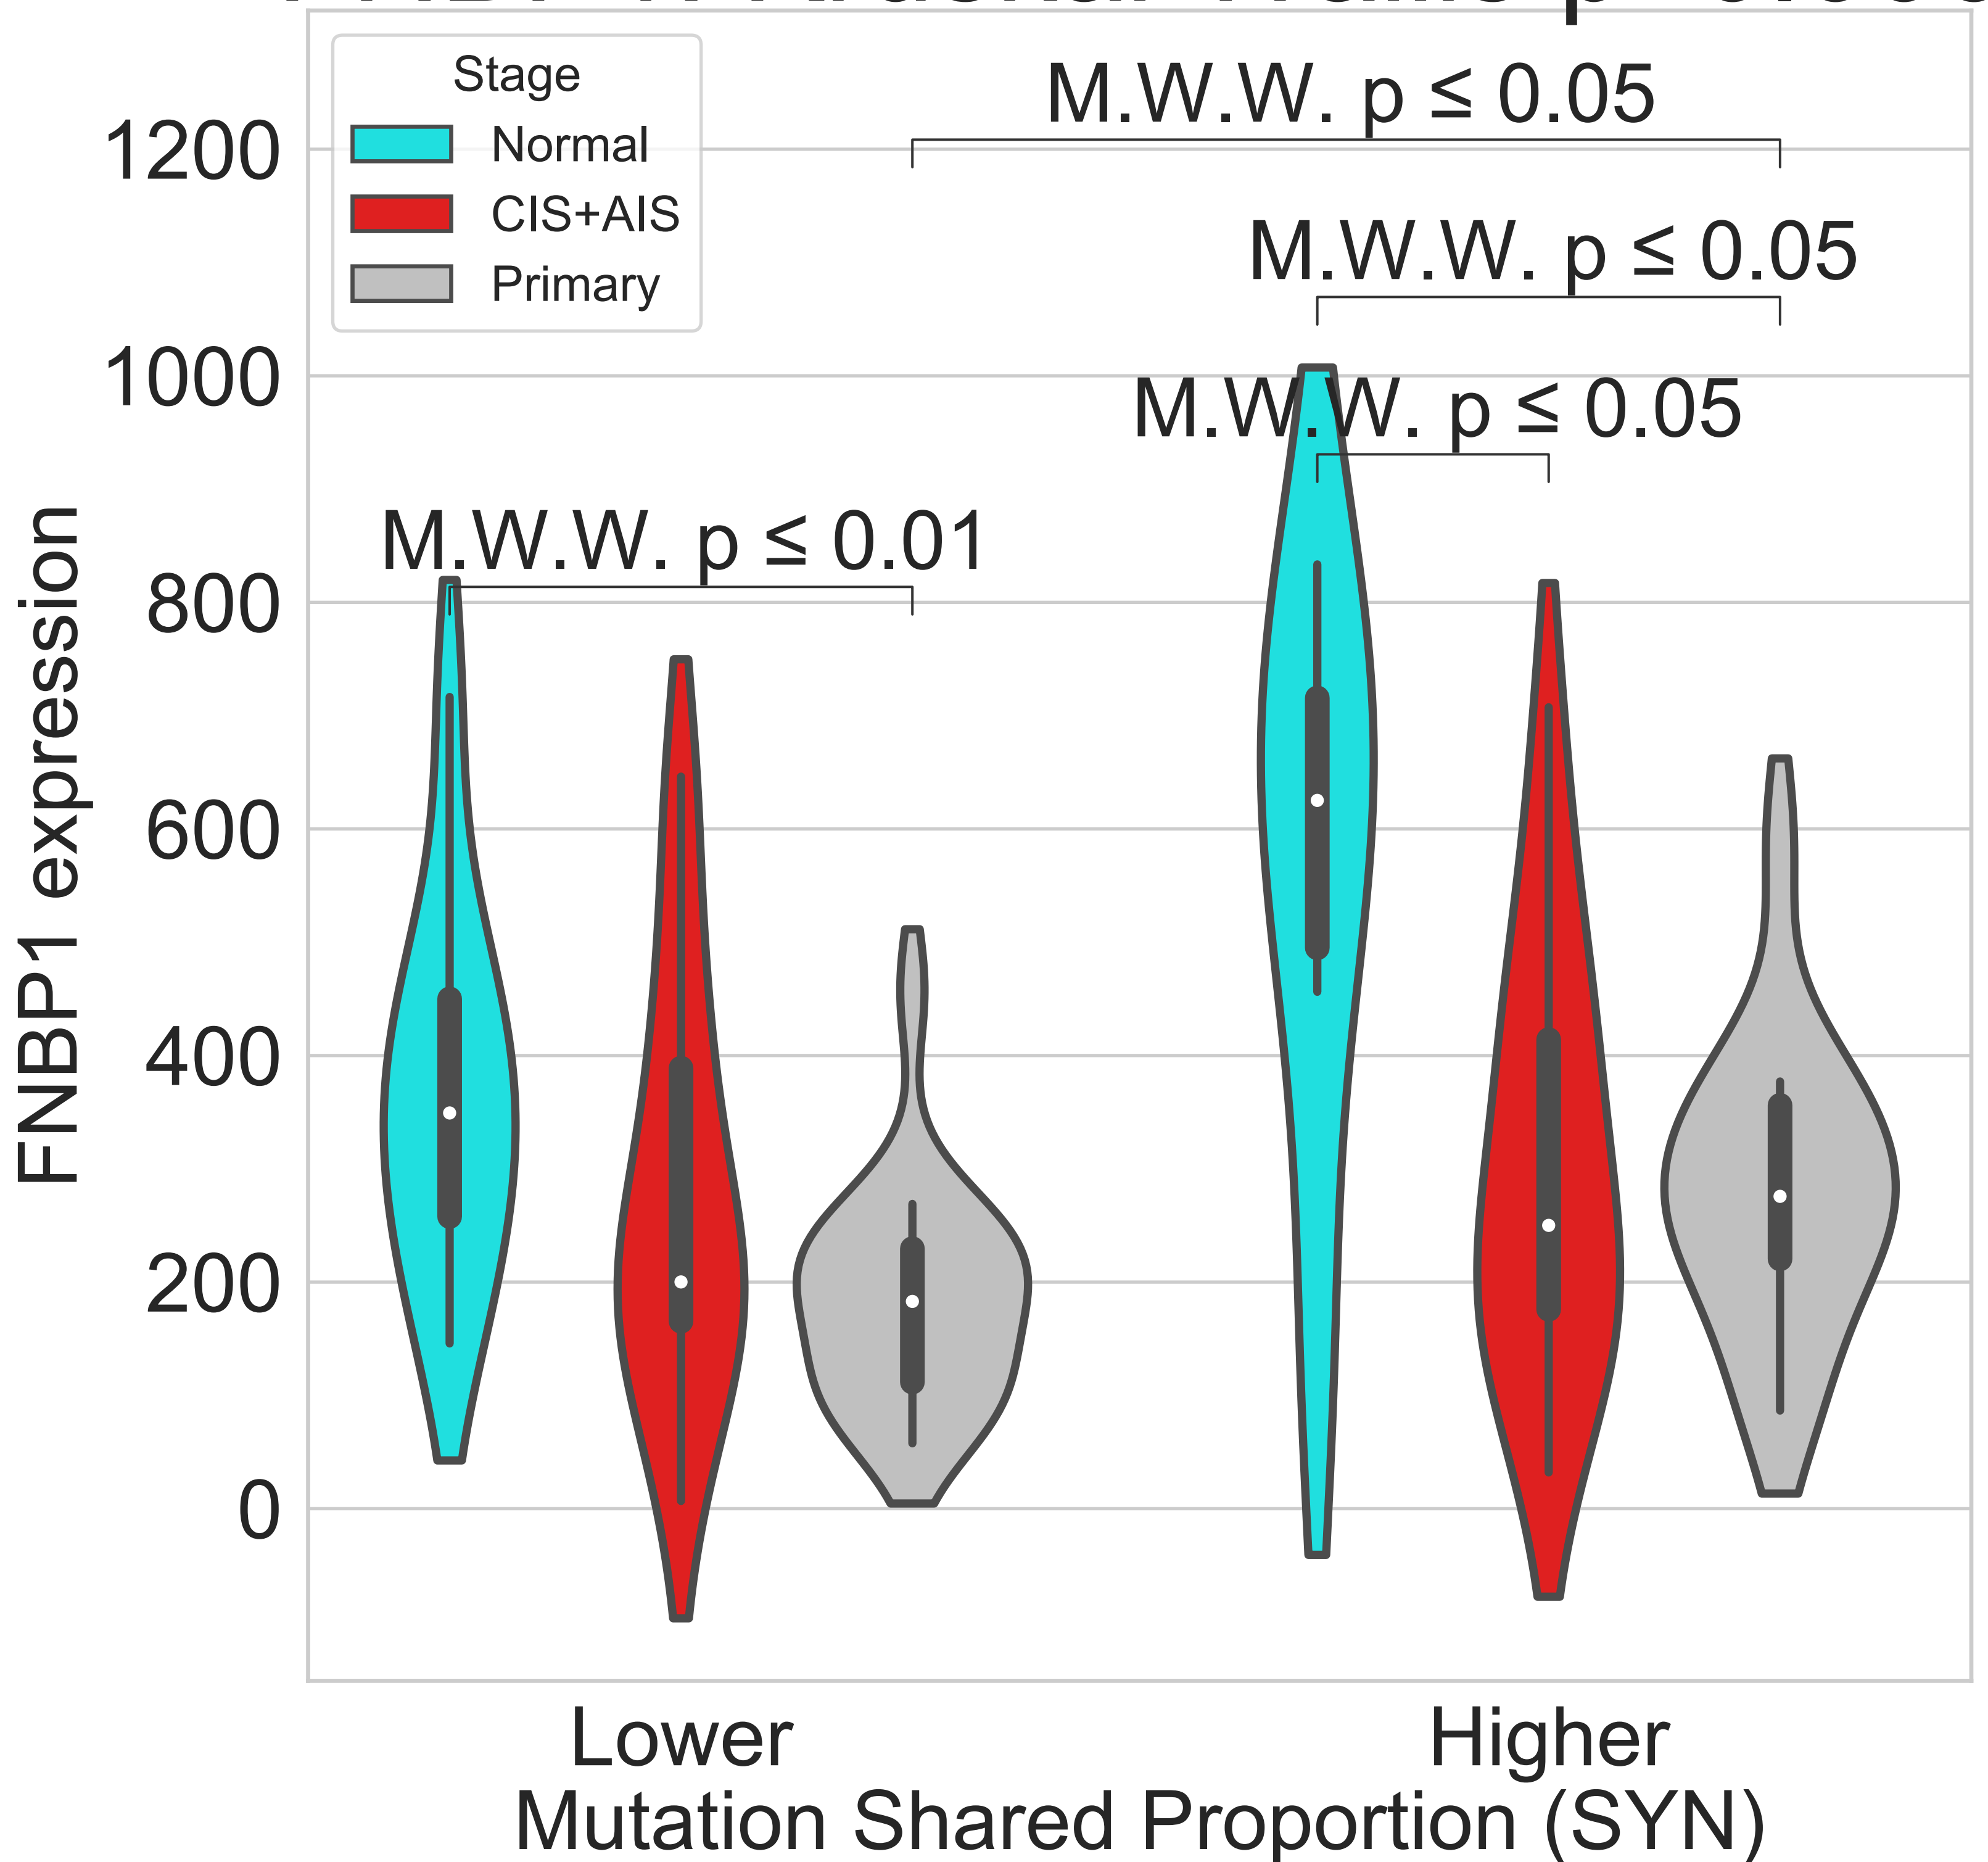 Stage
Normal
CIS+AIS
Primary
M.W.W. p ≤ 0.05
M.W.W. p ≤ 0.05
M.W.W. p ≤ 0.05
M.W.W. p ≤ 0.01
1200
1000
800
600
400
200
0
FNBP1 expression
Lower
Higher
Mutation Shared Proportion (SYN)